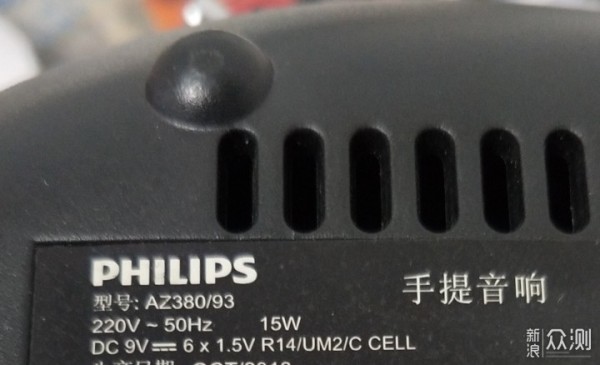 PHILIPS
手提音响
型号: AZ380/93
220V ~ 50Hz 15W
DC 9V⎓ 6 x 1.5V R14/UM2/C CELL
新浪众测